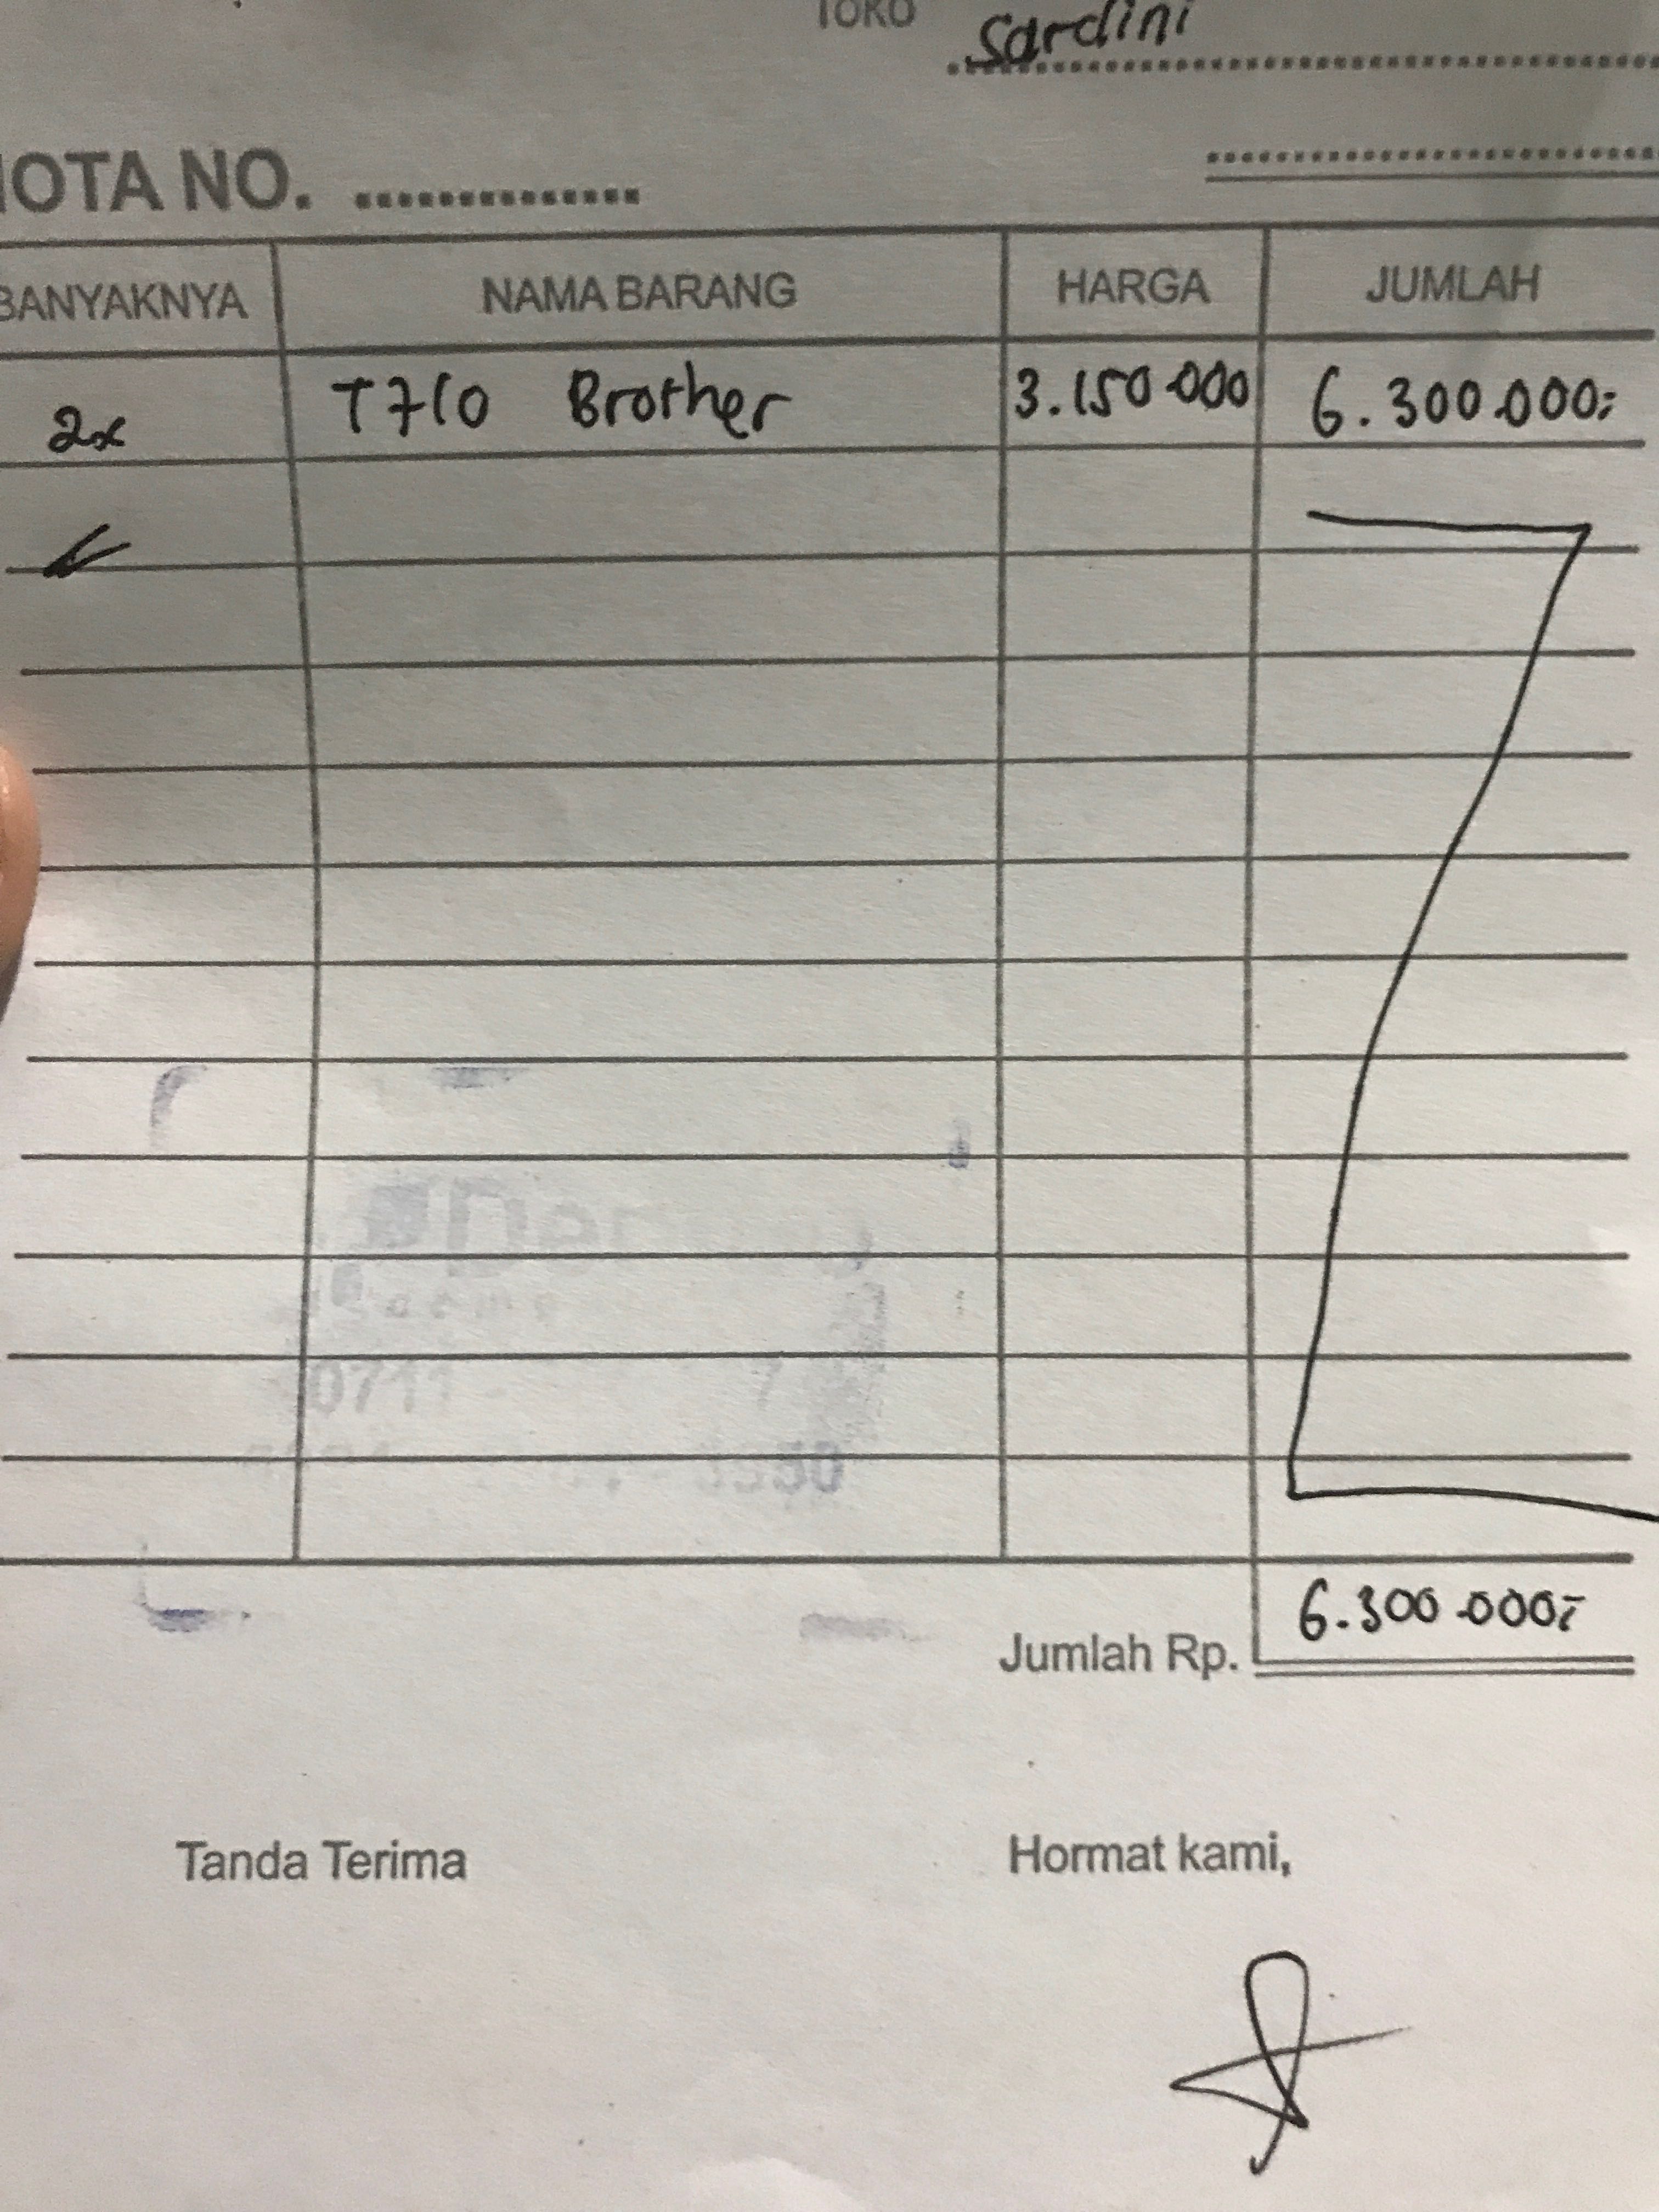 TOKO Sardini
NOTA NO. ................
BANYAKNYA NAMA BARANG HARGA JUMLAH
2x T710 Brother 3.150.000 6.300.000,-
Jumlah Rp. 6.300.000,-
Tanda Terima Hormat kami,